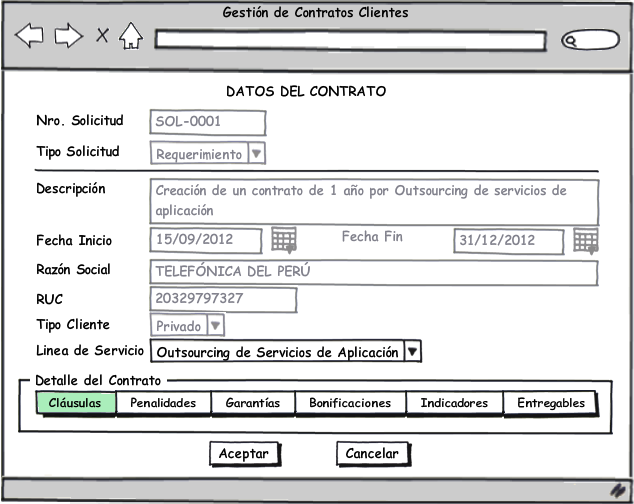 Gestión de Contratos Clientes
DATOS DEL CONTRATO
Nro. Solicitud SOL-0001
Tipo Solicitud Requerimiento
Descripción Creación de un contrato de 1 año por Outsourcing de servicios de
aplicación
Fecha Inicio 15/09/2012 Fecha Fin 31/12/2012
Razón Social TELEFÓNICA DEL PERÚ
RUC 20329797327
Tipo Cliente Privado
Linea de Servicio Outsourcing de Servicios de Aplicación
Detalle del Contrato
Cláusulas Penalidades Garantías Bonificaciones Indicadores Entregables
Aceptar Cancelar